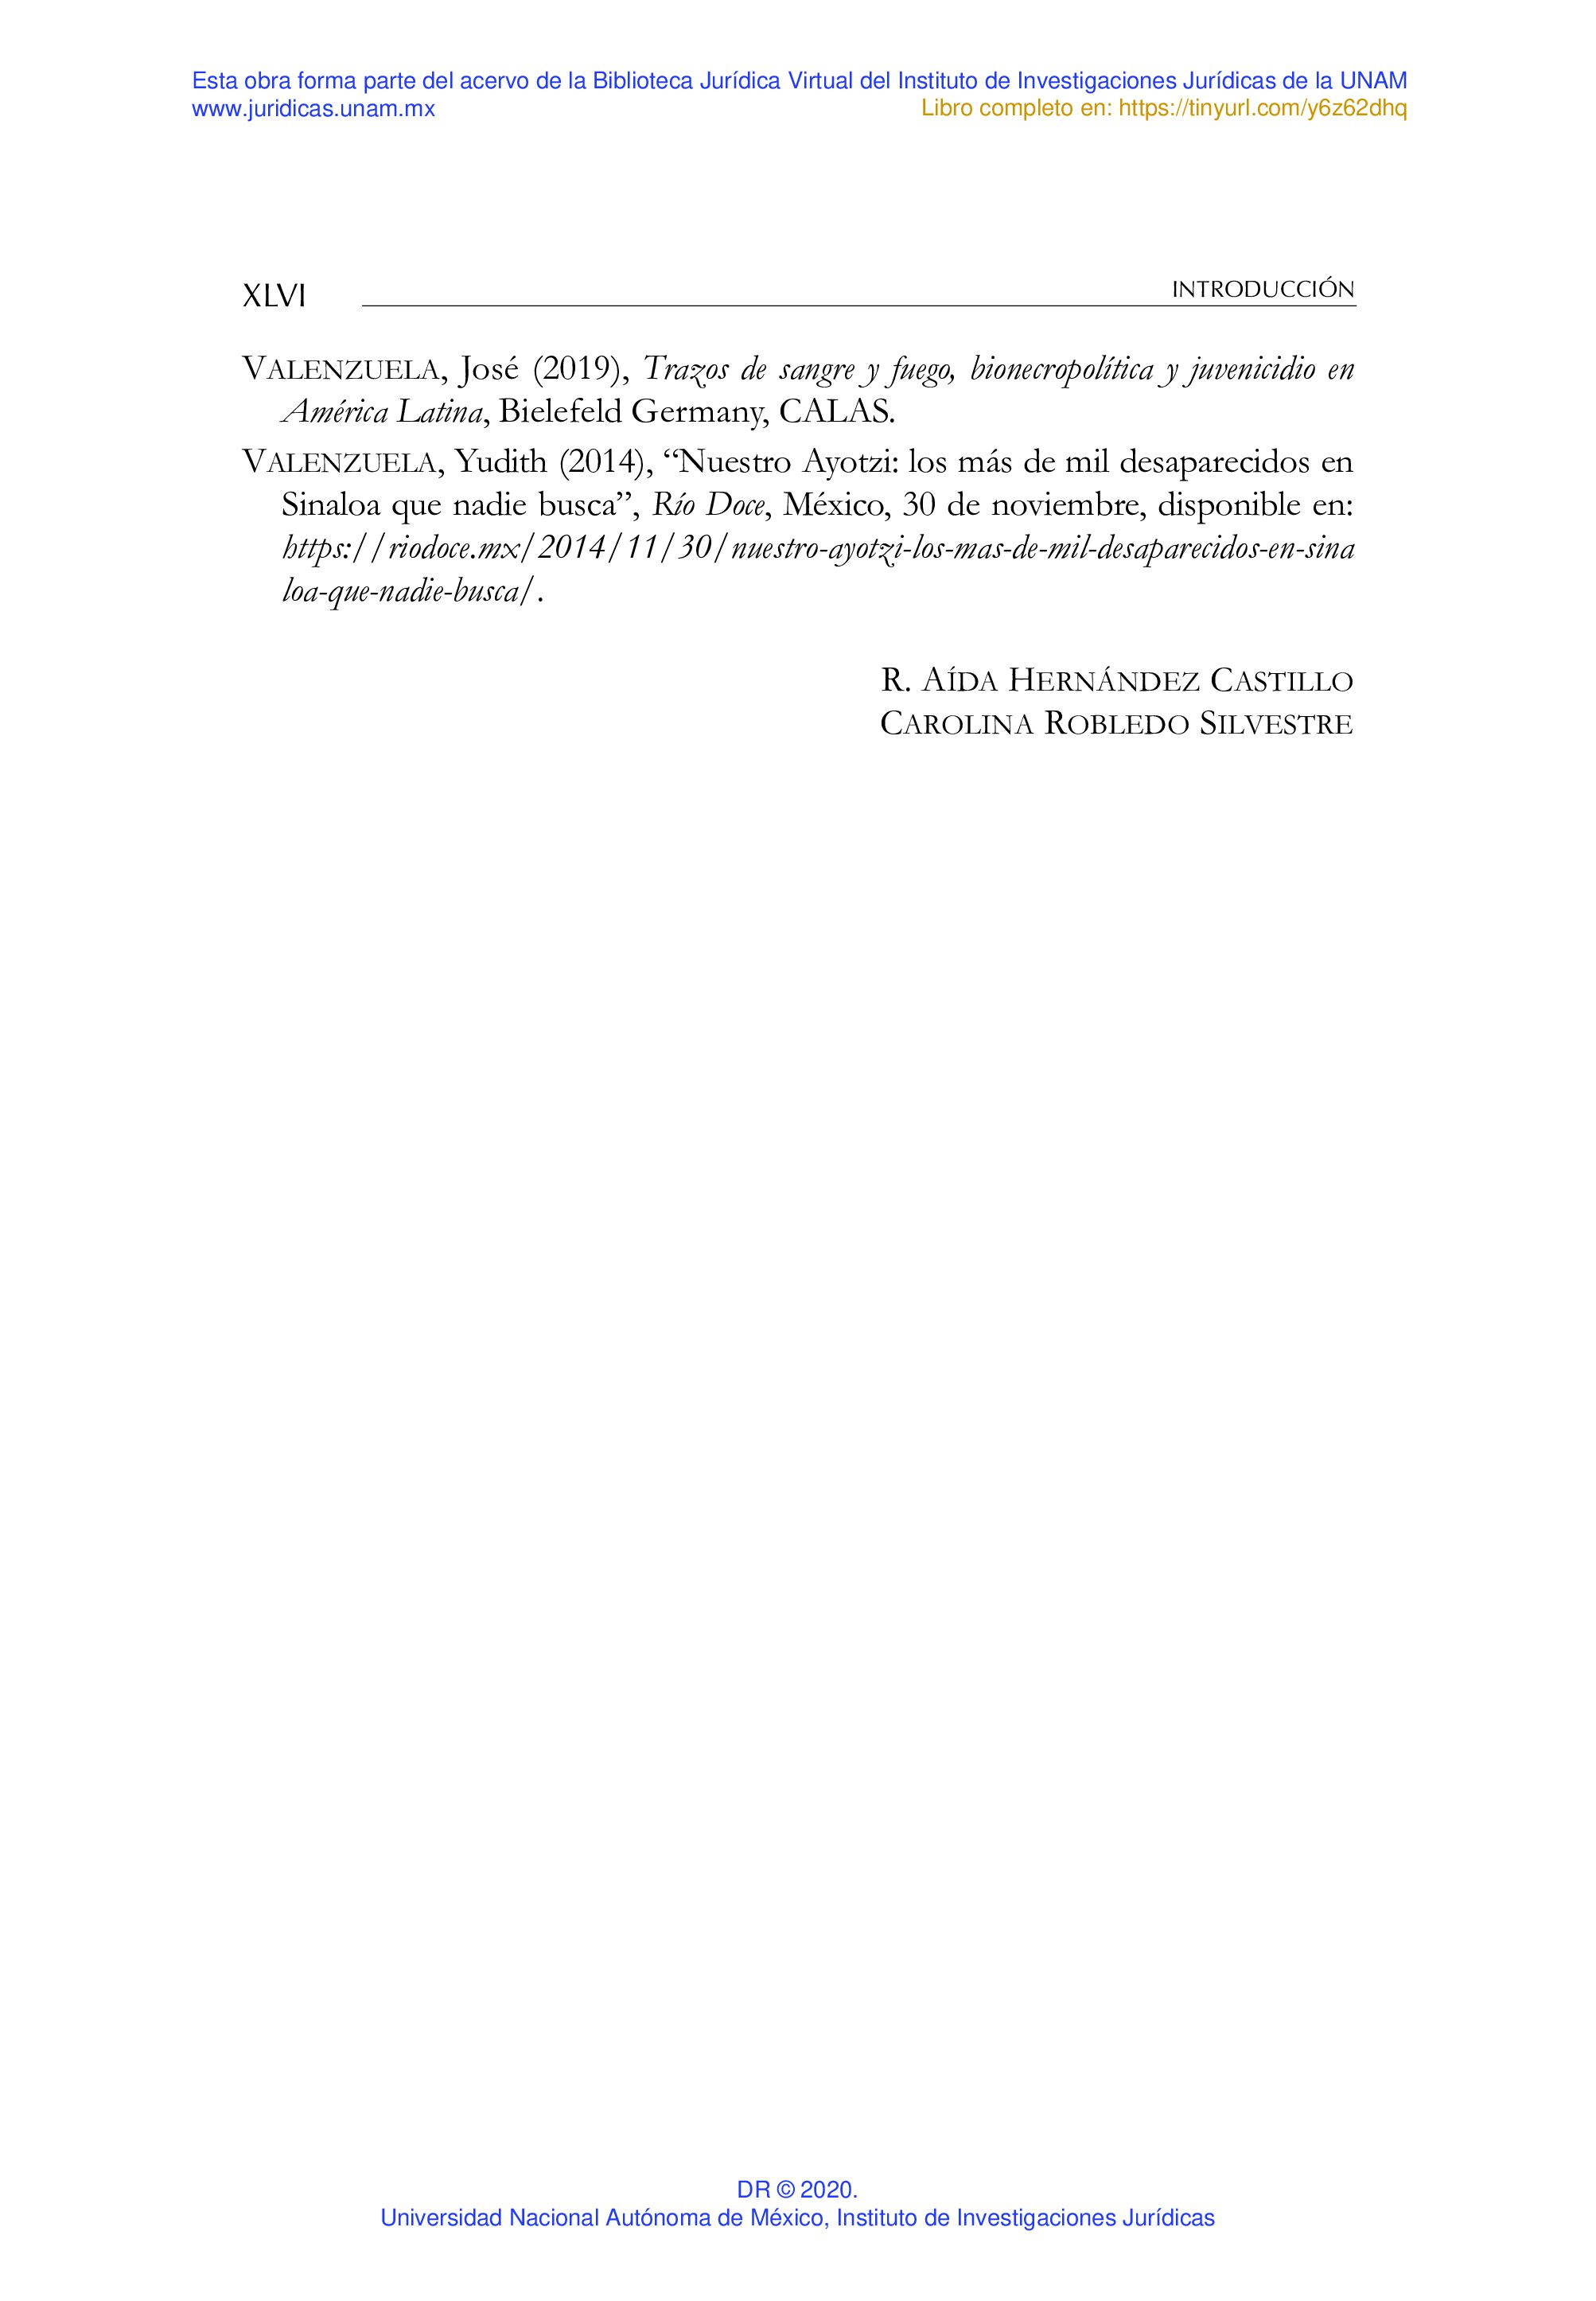 Esta obra forma parte del acervo de la Biblioteca Jurídica Virtual del Instituto de Investigaciones Jurídicas de la UNAM
www.juridicas.unam.mx
Libro completo en: https://tinyurl.com/y6z62dhq
XLVI
INTRODUCCIÓN
VALENZUELA, José (2019), Trazos de sangre y fuego, bionecropolítica y juvenicidio en
América Latina, Bielefeld Germany, CALAS.
VALENZUELA, Yudith (2014), “Nuestro Ayotzi: los más de mil desaparecidos en
Sinaloa que nadie busca”, Río Doce, México, 30 de noviembre, disponible en:
https://riodoce.mx/2014/11/30/nuestro-ayotzi-los-mas-de-mil-desaparecidos-en-sina
loa-que-nadie-busca/.
R. AÍDA HERNÁNDEZ CASTILLO
CAROLINA ROBLEDO SILVESTRE
DR © 2020.
Universidad Nacional Autónoma de México, Instituto de Investigaciones Jurídicas